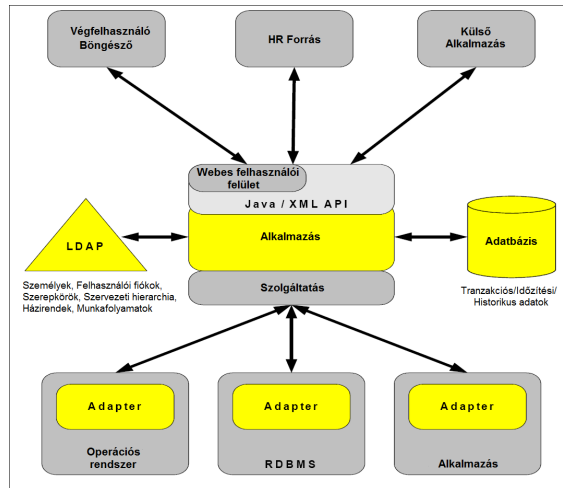 Végfelhasználó
Böngésző
HR Forrás
Külső
Alkalmazás
Webes felhasználói
felület
Java / XML API
LDAP
Alkalmazás
Adatbázis
Személyek, Felhasználói fiókok,
Szerepkörök, Szervezeti hierarchia,
Házirendek, Munkafolyamatok
Szolgáltatás
Tranzakciós/Időzítési/
Historikus adatok
Adapter
Adapter
Adapter
Operációs
rendszer
RDBMS
Alkalmazás